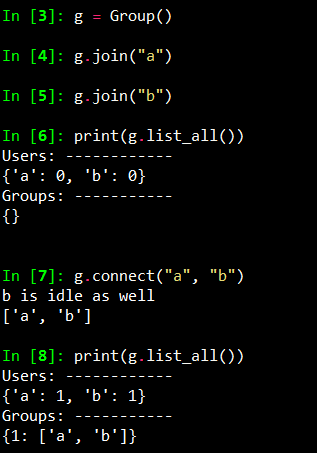 In [3]: g = Group()
In [4]: g.join("a")
In [5]: g.join("b")
In [6]: print(g.list_all())
Users: ------------
{'a': 0, 'b': 0}
Groups: -----------
{}
In [7]: g.connect("a", "b")
b is idle as well
['a', 'b']
In [8]: print(g.list_all())
Users: ------------
{'a': 1, 'b': 1}
Groups: -----------
{1: ['a', 'b']}